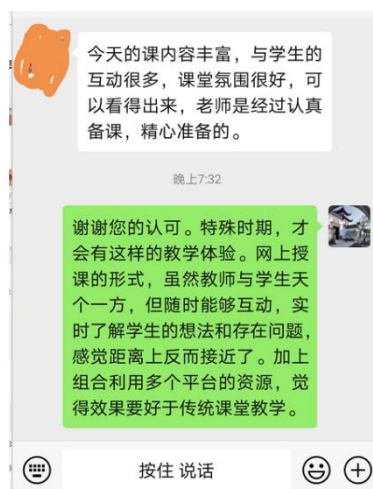 今天的课内容丰富，与学生的
互动很多，课堂氛围很好，可
以看得出来，老师是经过认真
备课，精心准备的。
晚上7:32
谢谢您的认可。特殊时期，才
会有这样的教学体验。网上授
课的形式，虽然教师与学生天
个一方，但随时能够互动，实
时了解学生的想法和存在问题，
感觉距离上反而接近了。加上
组合利用多个平台的资源，觉
得效果要好于传统课堂教学。
按住 说话